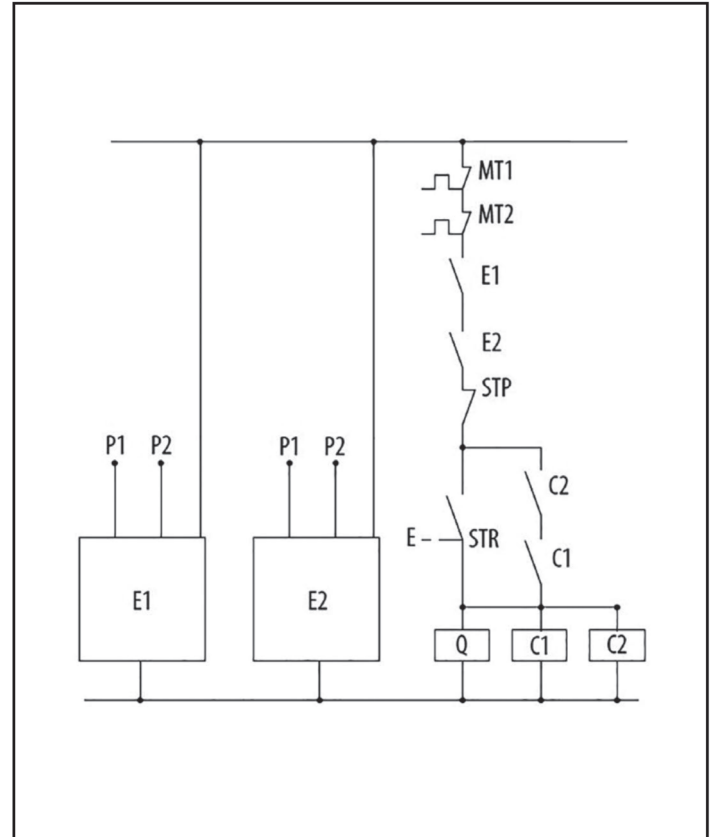 MT1
MT2
E1
E2
STP
P1 P2 P1 P2
C2
E STR
C1
E1 E2
Q C1 C2